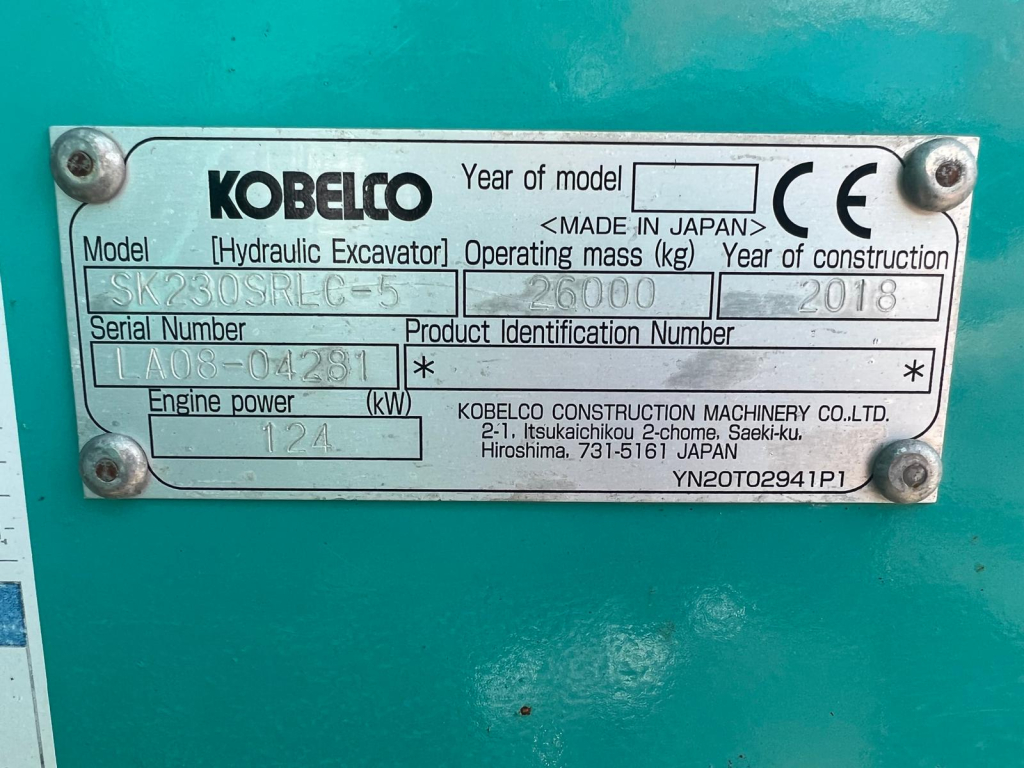 KOBELCO
Year of model
CE
<MADE IN JAPAN>
Model [Hydraulic Excavator] Operating mass (kg) Year of construction
SK230SRLC-5 26000 2018
Serial Number Product Identification Number
LA08-04281 * *
Engine power (kW)
124
KOBELCO CONSTRUCTION MACHINERY CO.,LTD.
2-1, Itsukaichikou 2-chome, Saeki-ku,
Hiroshima, 731-5161 JAPAN
YN20T02941P1